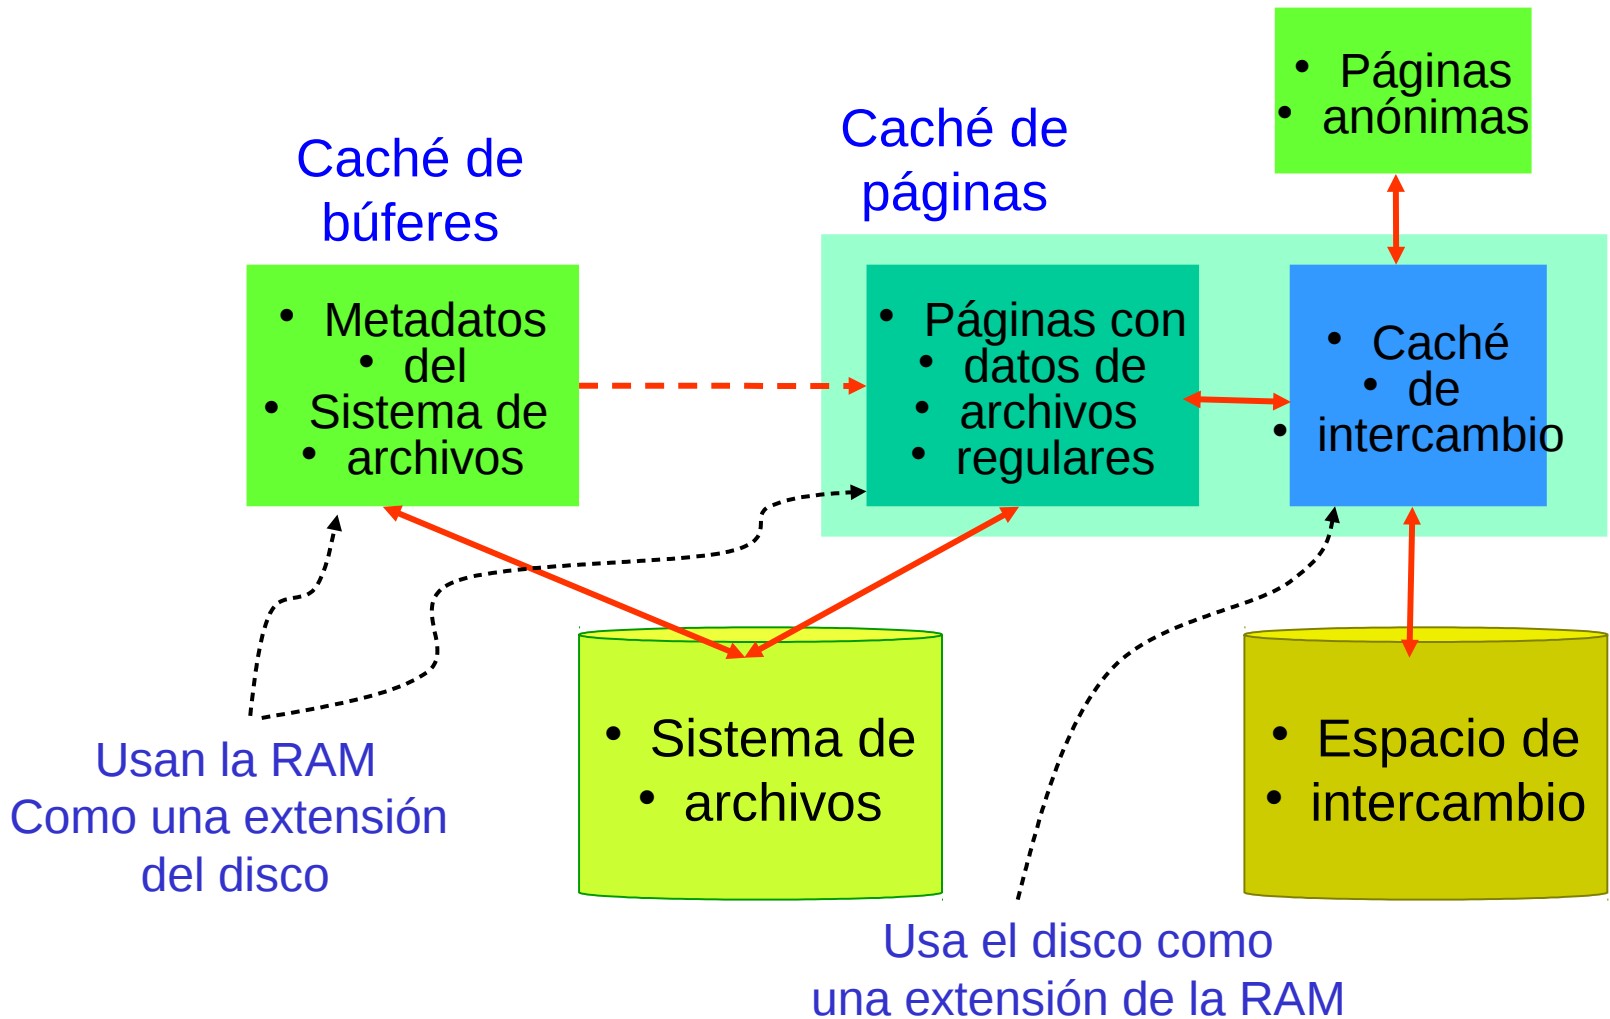 • Páginas
• anónimas
Caché de
páginas
Caché de
búferes
• Metadatos
• del
• Sistema de
• archivos
• Páginas con
• datos de
• archivos
• regulares
• Caché
• de
• intercambio
• Sistema de
• archivos
• Espacio de
• intercambio
Usan la RAM
Como una extensión
del disco
Usa el disco como
una extensión de la RAM